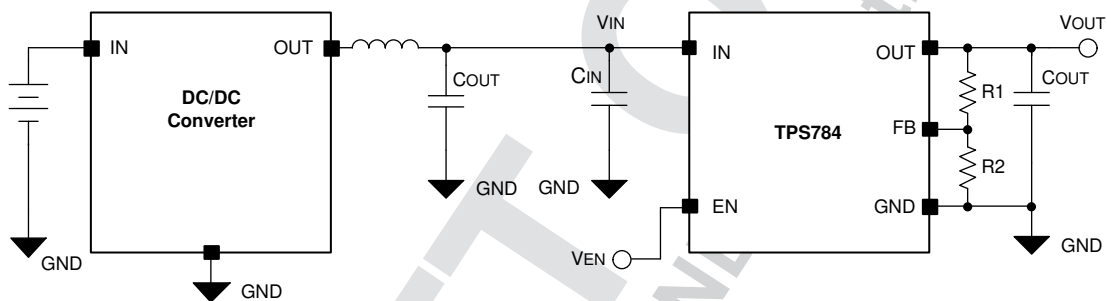 VIN
VOUT
IN
OUT
IN
OUT
COUT
CIN
COUT
R1
DC/DC
Converter
TPS784
FB
R2
GND
GND
EN
GND
VEN
GND
GND
GND